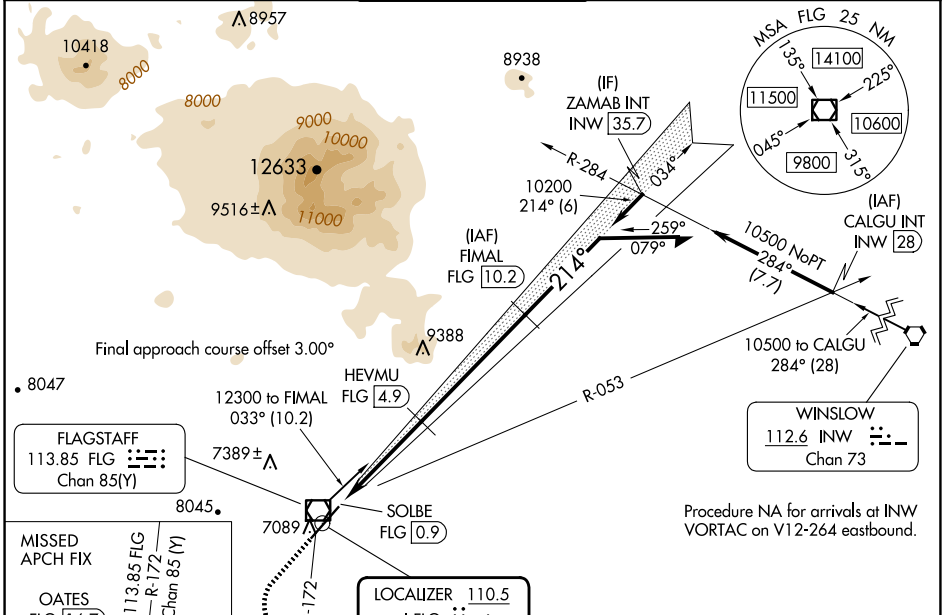 8957
10418
8000
8938
MSA FLG 25 NM
135°
14100
225°
11500
10600
045°
9800
315°
8000
9000
10000
(IF)
ZAMAB INT
INW 35.7
R-284
034°
12633
9516±
11000
10200
214° (6)
259°
079°
(IAF)
CALGU INT
INW 28
10500 NoPT
284°
(7.7)
(IAF)
FIMAL
FLG 10.2
214°
9388
Final approach course offset 3.00°
10500 to CALGU
284° (28)
8047
HEVMU
FLG 4.9
12300 to FIMAL
033° (10.2)
R-053
WINSLOW
112.6 INW
Chan 73
FLAGSTAFF
113.85 FLG
Chan 85(Y)
7389±
8045
7089
SOLBE
FLG 0.9
Procedure NA for arrivals at INW
VORTAC on V12-264 eastbound.
MISSED
APCH FIX
113.85 FLG
R-172
Chan 85 (Y)
OATES
-172
LOCALIZER 110.5